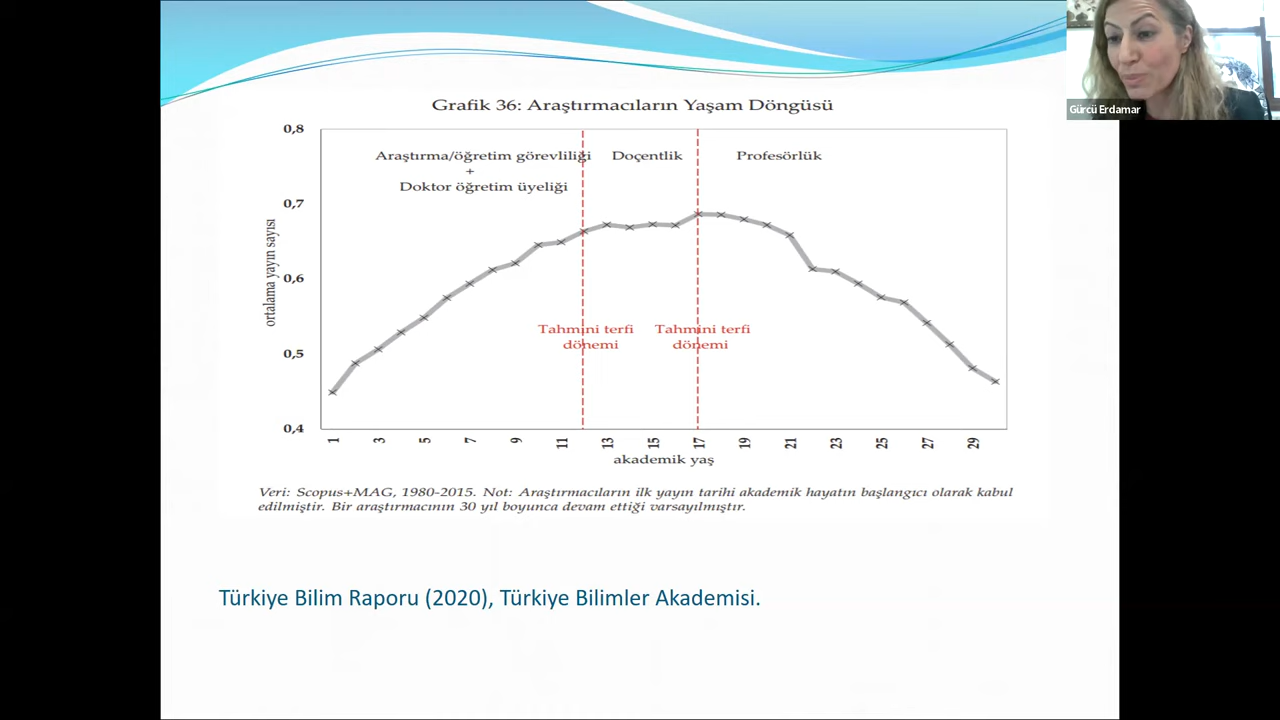 Gürcü Erdamar
Grafik 36: Araştırmacıların Yaşam Döngüsü
ortalama yayın sayısı
0,8
0,7
0,6
0,5
0,4
Araştırma/öğretim görevliliği
+
Doktor öğretim üyeliği
Doçentlik
Profesörlük
Tahmini terfi
dönemi
Tahmini terfi
dönemi
1 3 5 7 9 11 13 15 17 19 21 23 25 27 29
akademik yaş
Veri: Scopus+MAG, 1980-2015. Not: Araştırmacıların ilk yayın tarihi akademik hayatın başlangıcı olarak kabul
edilmiştir. Bir araştırmacının 30 yıl boyunca devam ettiği varsayılmıştır.
Türkiye Bilim Raporu (2020), Türkiye Bilimler Akademisi.